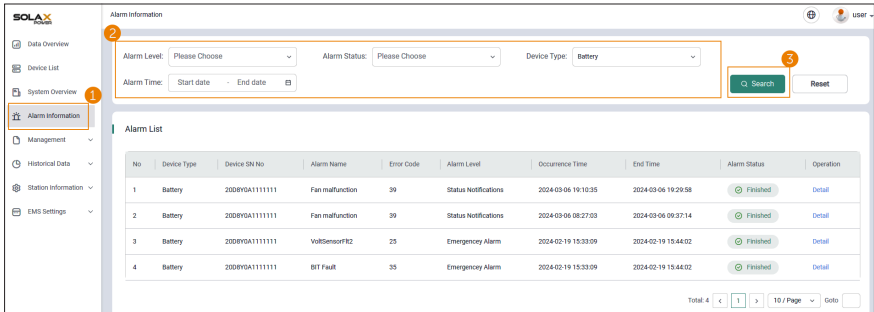 SOLAX
POWER
Alarm Information
user
Data Overview
Device List
System Overview
1
Alarm Information
Management
Historical Data
Station Information
EMS Settings
2
Alarm Level: Please Choose Alarm Status: Please Choose Device Type: Battery
3
Alarm Time: Start date - End date Search Reset
Alarm List
No Device Type Device SN No Alarm Name Error Code Alarm Level Occurrence Time End Time Alarm Status Operation
1 Battery 20D8Y0A1111111 Fan malfunction 39 Status Notifications 2024-03-06 19:10:35 2024-03-06 19:29:58 Finished Detail
2 Battery 20D8Y0A1111111 Fan malfunction 39 Status Notifications 2024-03-06 08:27:03 2024-03-06 09:37:14 Finished Detail
3 Battery 20D8Y0A1111111 VoltSensorFlt2 25 Emergencey Alarm 2024-02-19 15:33:09 2024-02-19 15:44:02 Finished Detail
4 Battery 20D8Y0A1111111 BIT Fault 35 Emergencey Alarm 2024-02-19 15:33:09 2024-02-19 15:44:02 Finished Detail
Total: 4 < 1 > 10 / Page Goto